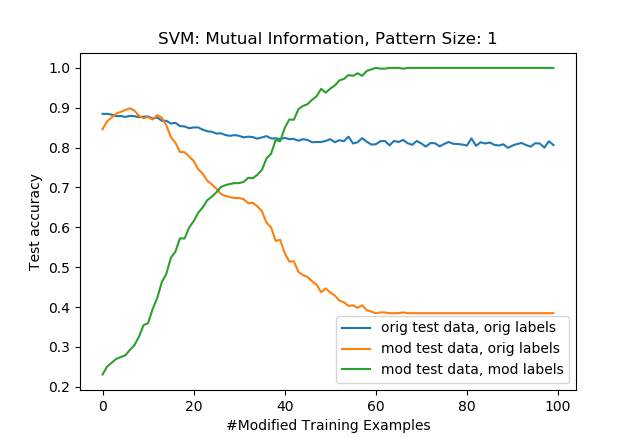 SVM: Mutual Information, Pattern Size: 1
Test accuracy
1.0
0.9
0.8
0.7
0.6
0.5
0.4
0.3
0.2
orig test data, orig labels
mod test data, orig labels
mod test data, mod labels
0 20 40 60 80 100
#Modified Training Examples